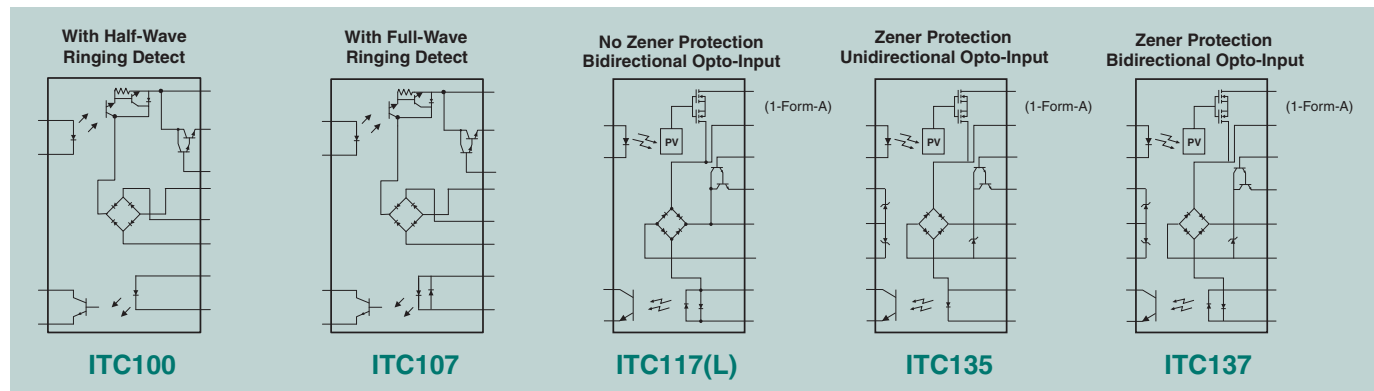 With Half-Wave
Ringing Detect
With Full-Wave
Ringing Detect
No Zener Protection
Bidirectional Opto-Input
Zener Protection
Unidirectional Opto-Input
Zener Protection
Bidirectional Opto-Input
(1-Form-A)
(1-Form-A)
(1-Form-A)
PV
PV
PV
ITC100
ITC107
ITC117(L)
ITC135
ITC137